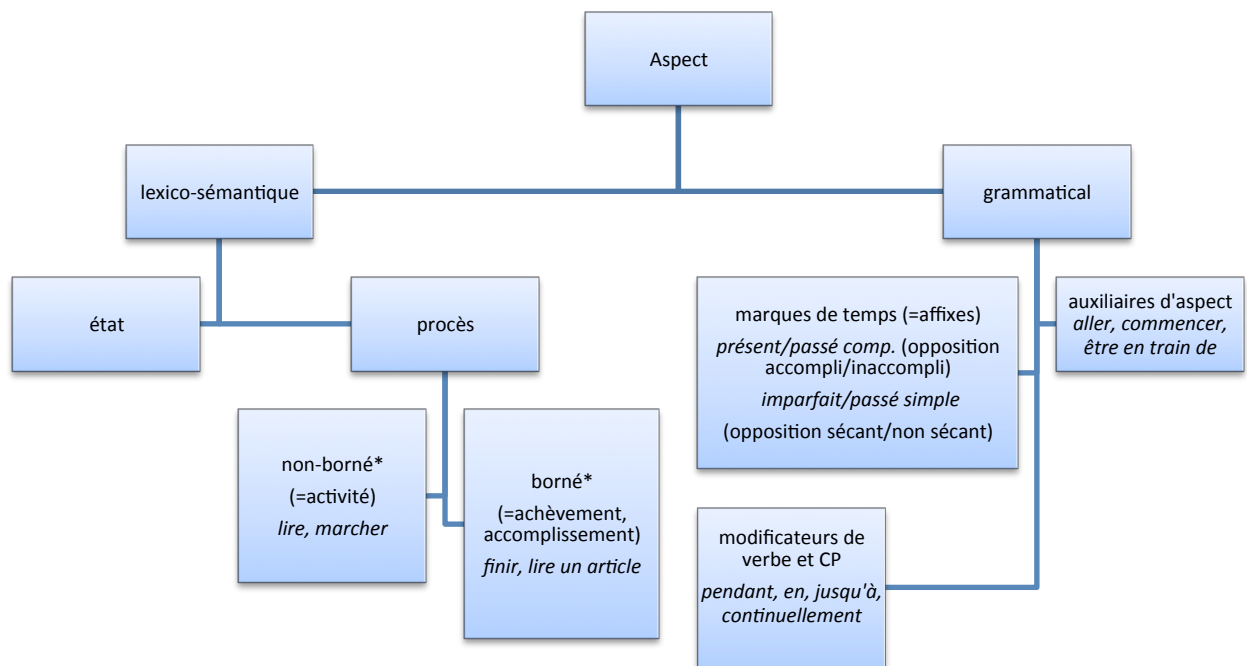 Aspect
lexico-sémantique
grammatical
état
procès
marques de temps (=affixes)
présent/passé comp. (opposition
accompli/inaccompli)
imparfait/passé simple
(opposition sécant/non sécant)
auxiliaires d'aspect
aller, commencer,
être en train de
non-borné*
(=activité)
lire, marcher
borné*
(=achèvement,
accomplissement)
finir, lire un article
modificateurs de
verbe et CP
pendant, en, jusqu'à,
continuellement